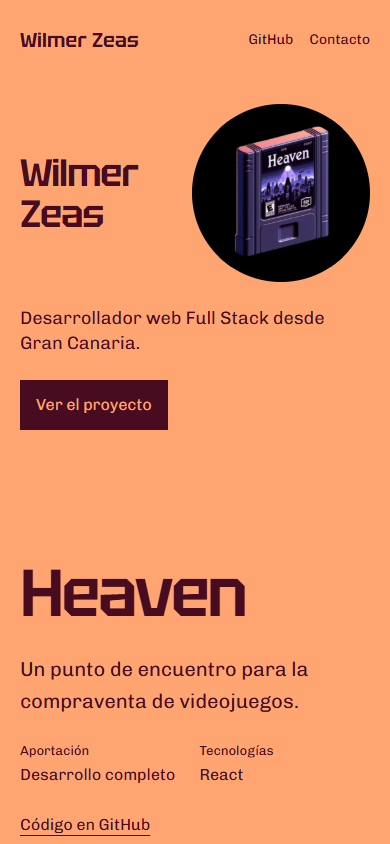 Wilmer Zeas
GitHub Contacto
Wilmer
Zeas
Heaven
Desarrollador web Full Stack desde
Gran Canaria.
Ver el proyecto
Heaven
Un punto de encuentro para la
compraventa de videojuegos.
Aportación Tecnologías
Desarrollo completo React
Código en GitHub